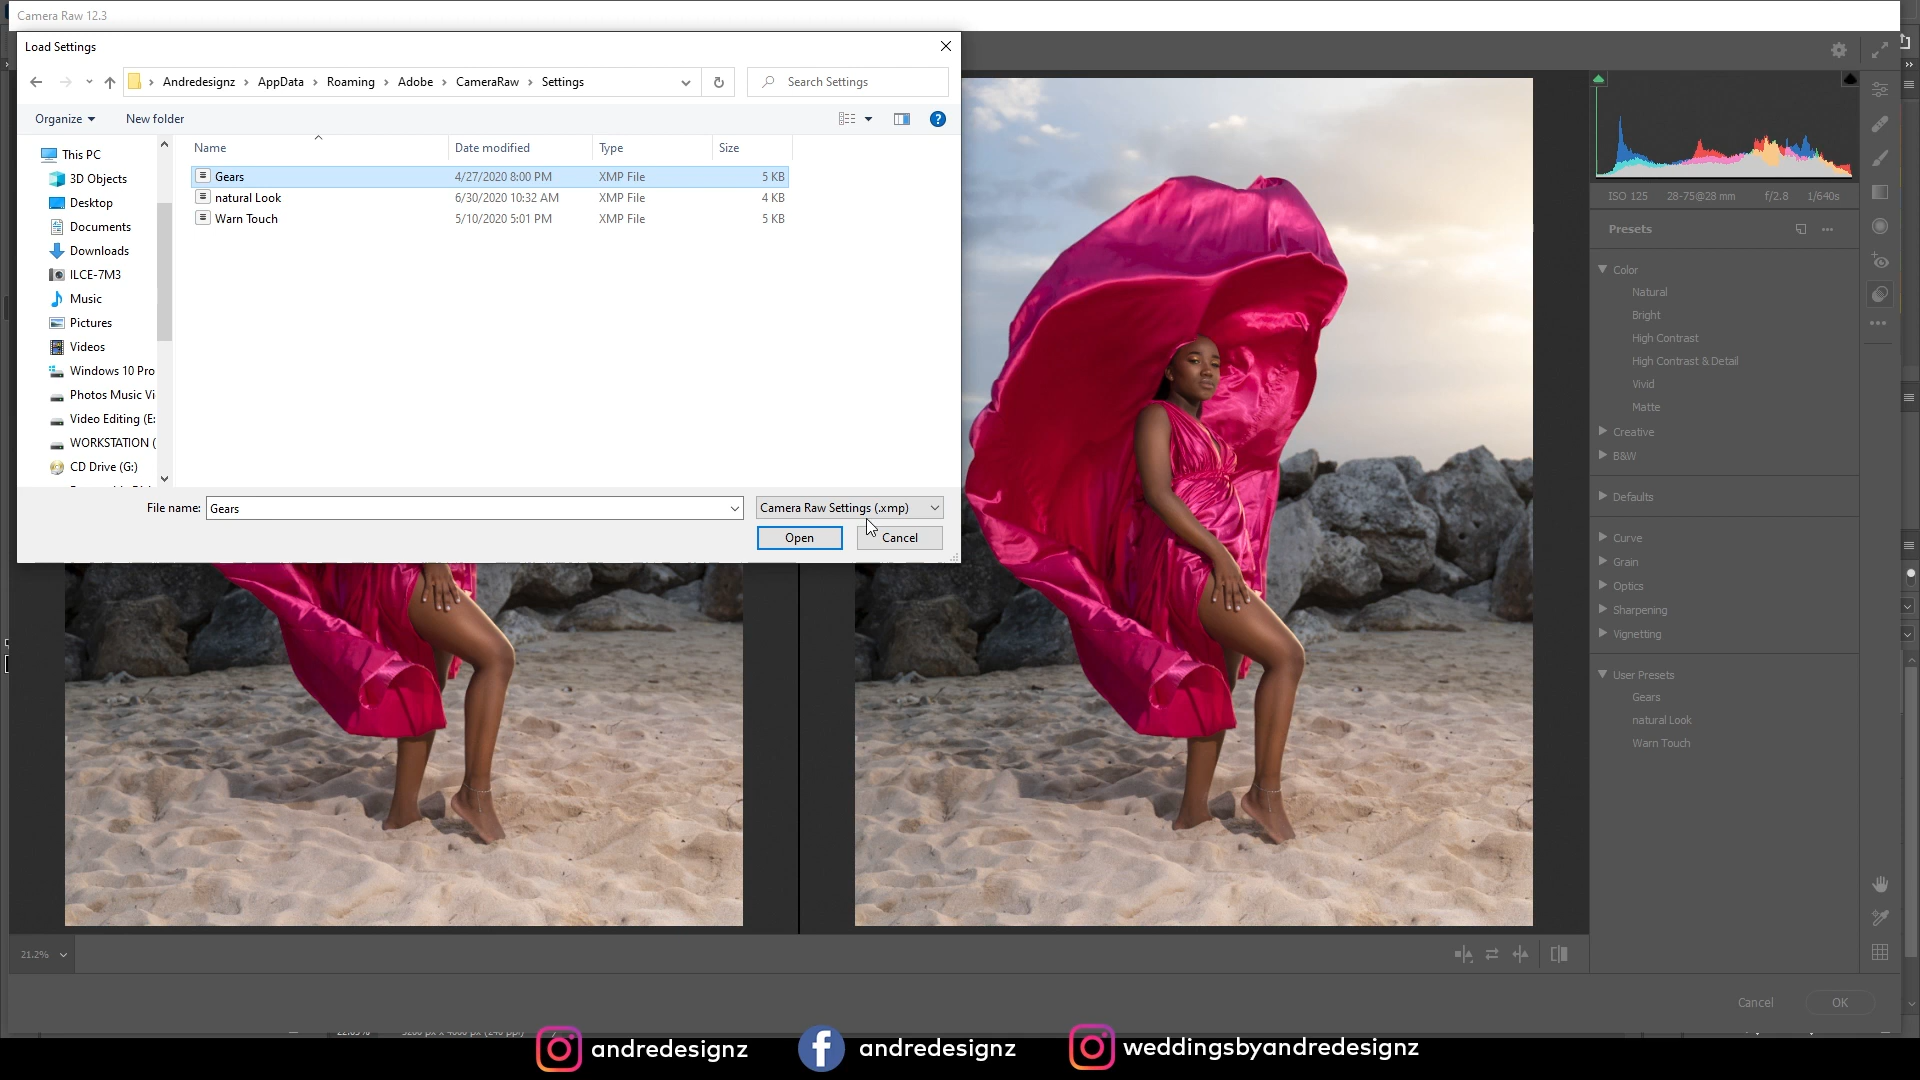 Camera Raw 12.3
Load Settings
Andredesignz > AppData > Roaming > Adobe > CameraRaw > Settings
Search Settings
Organize
New folder
Name
Date modified
Type
Size
Gears 4/27/2020 8:00 PM XMP File 5 KB
natural Look 6/30/2020 10:32 AM XMP File 4 KB
Warn Touch 5/10/2020 5:01 PM XMP File 5 KB
This PC
3D Objects
Desktop
Documents
Downloads
ILCE-7M3
Music
Pictures
Videos
Windows 10 Pro
Photos Music Vi
Video Editing (E:
WORKSTATION (
CD Drive (G:)
File name: Gears
Camera Raw Settings (.xmp)
Open
Cancel
ISO 125 28-75@28 mm f/2.8 1/640s
Presets
Color
Natural
Bright
High Contrast
High Contrast & Detail
Vivid
Matte
Creative
B&W
Defaults
Curve
Grain
Optics
Sharpening
Vignetting
User Presets
Gears
natural Look
Warn Touch
21.2%
Cancel
OK
andredesignz
andredesignz
weddingsbyandredesignz